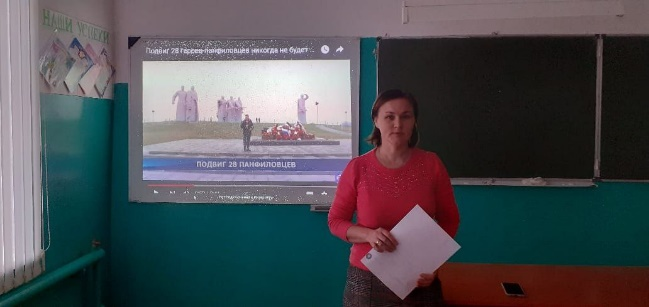 НАШИ УСПЕХИ
Подвиг 28 героев-панфиловцев никогда не будет
ПОДВИГ 28 ПАНФИЛОВЦЕВ